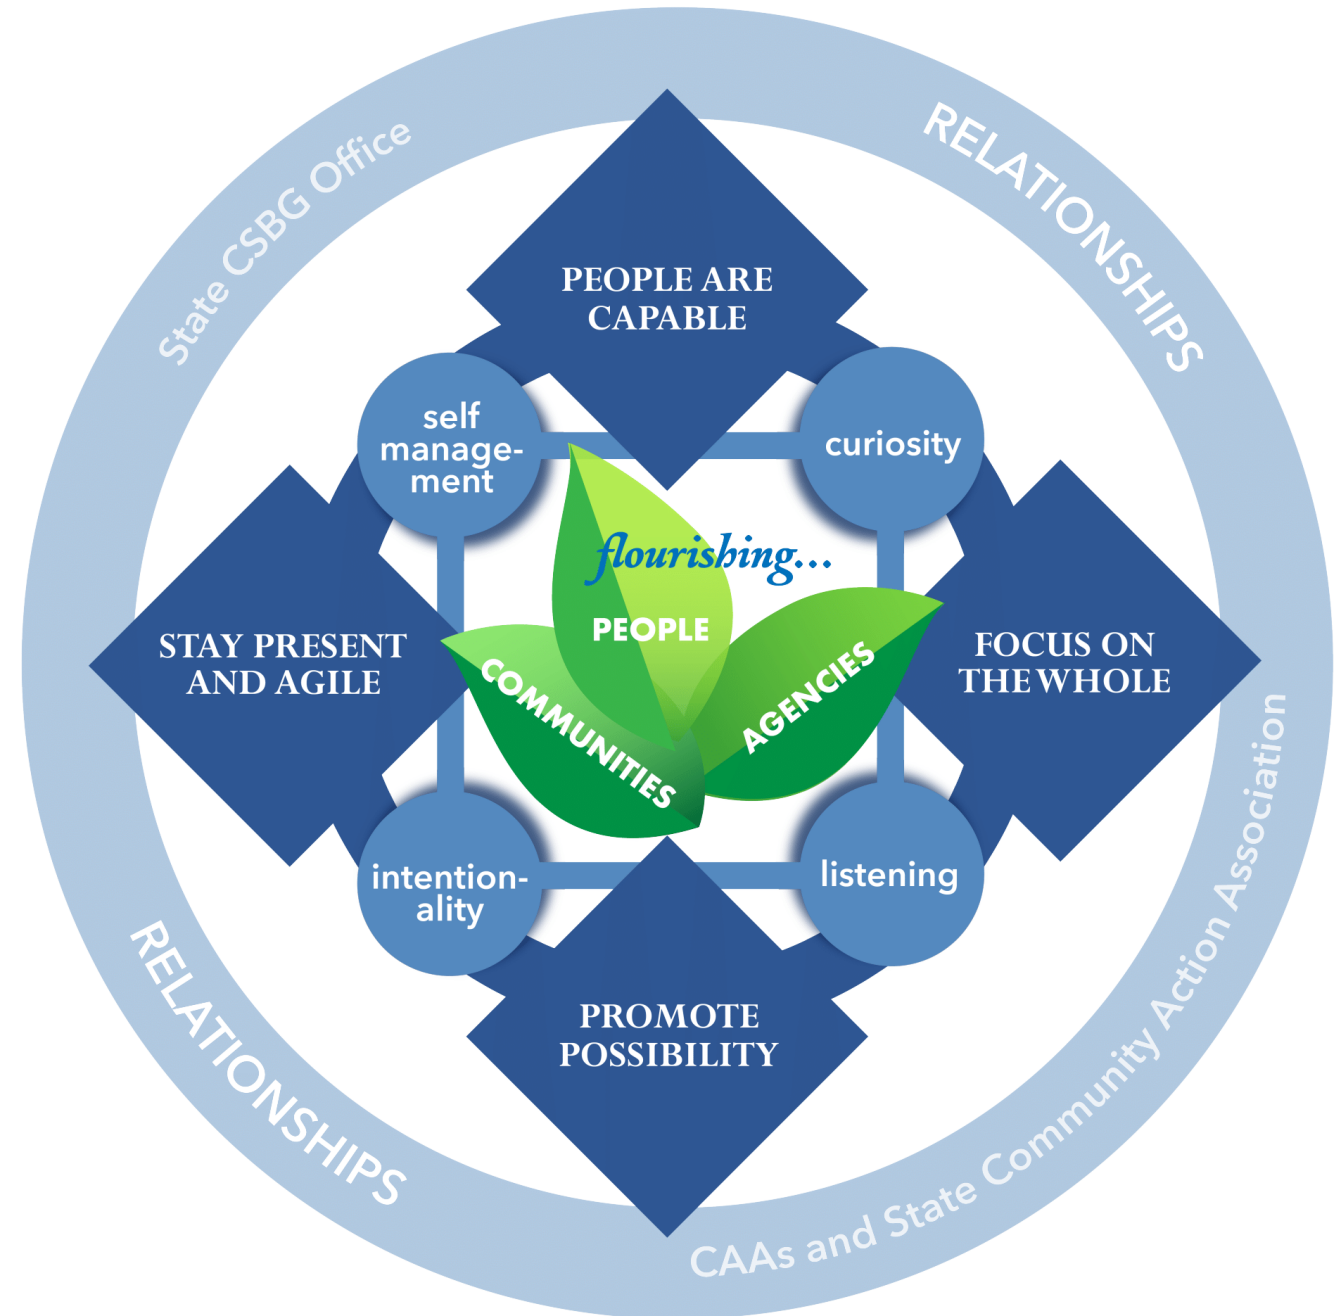 State CSBG Office
RELATIONSHIPS
PEOPLE ARE
CAPABLE
self
manage-
ment
curiosity
flourishing...
PEOPLE
COMMUNITIES
AGENCIES
STAY PRESENT
AND AGILE
FOCUS ON
THE WHOLE
intention-
ality
listening
PROMOTE
POSSIBILITY
RELATIONSHIPS
CAAs and State Community Action Association